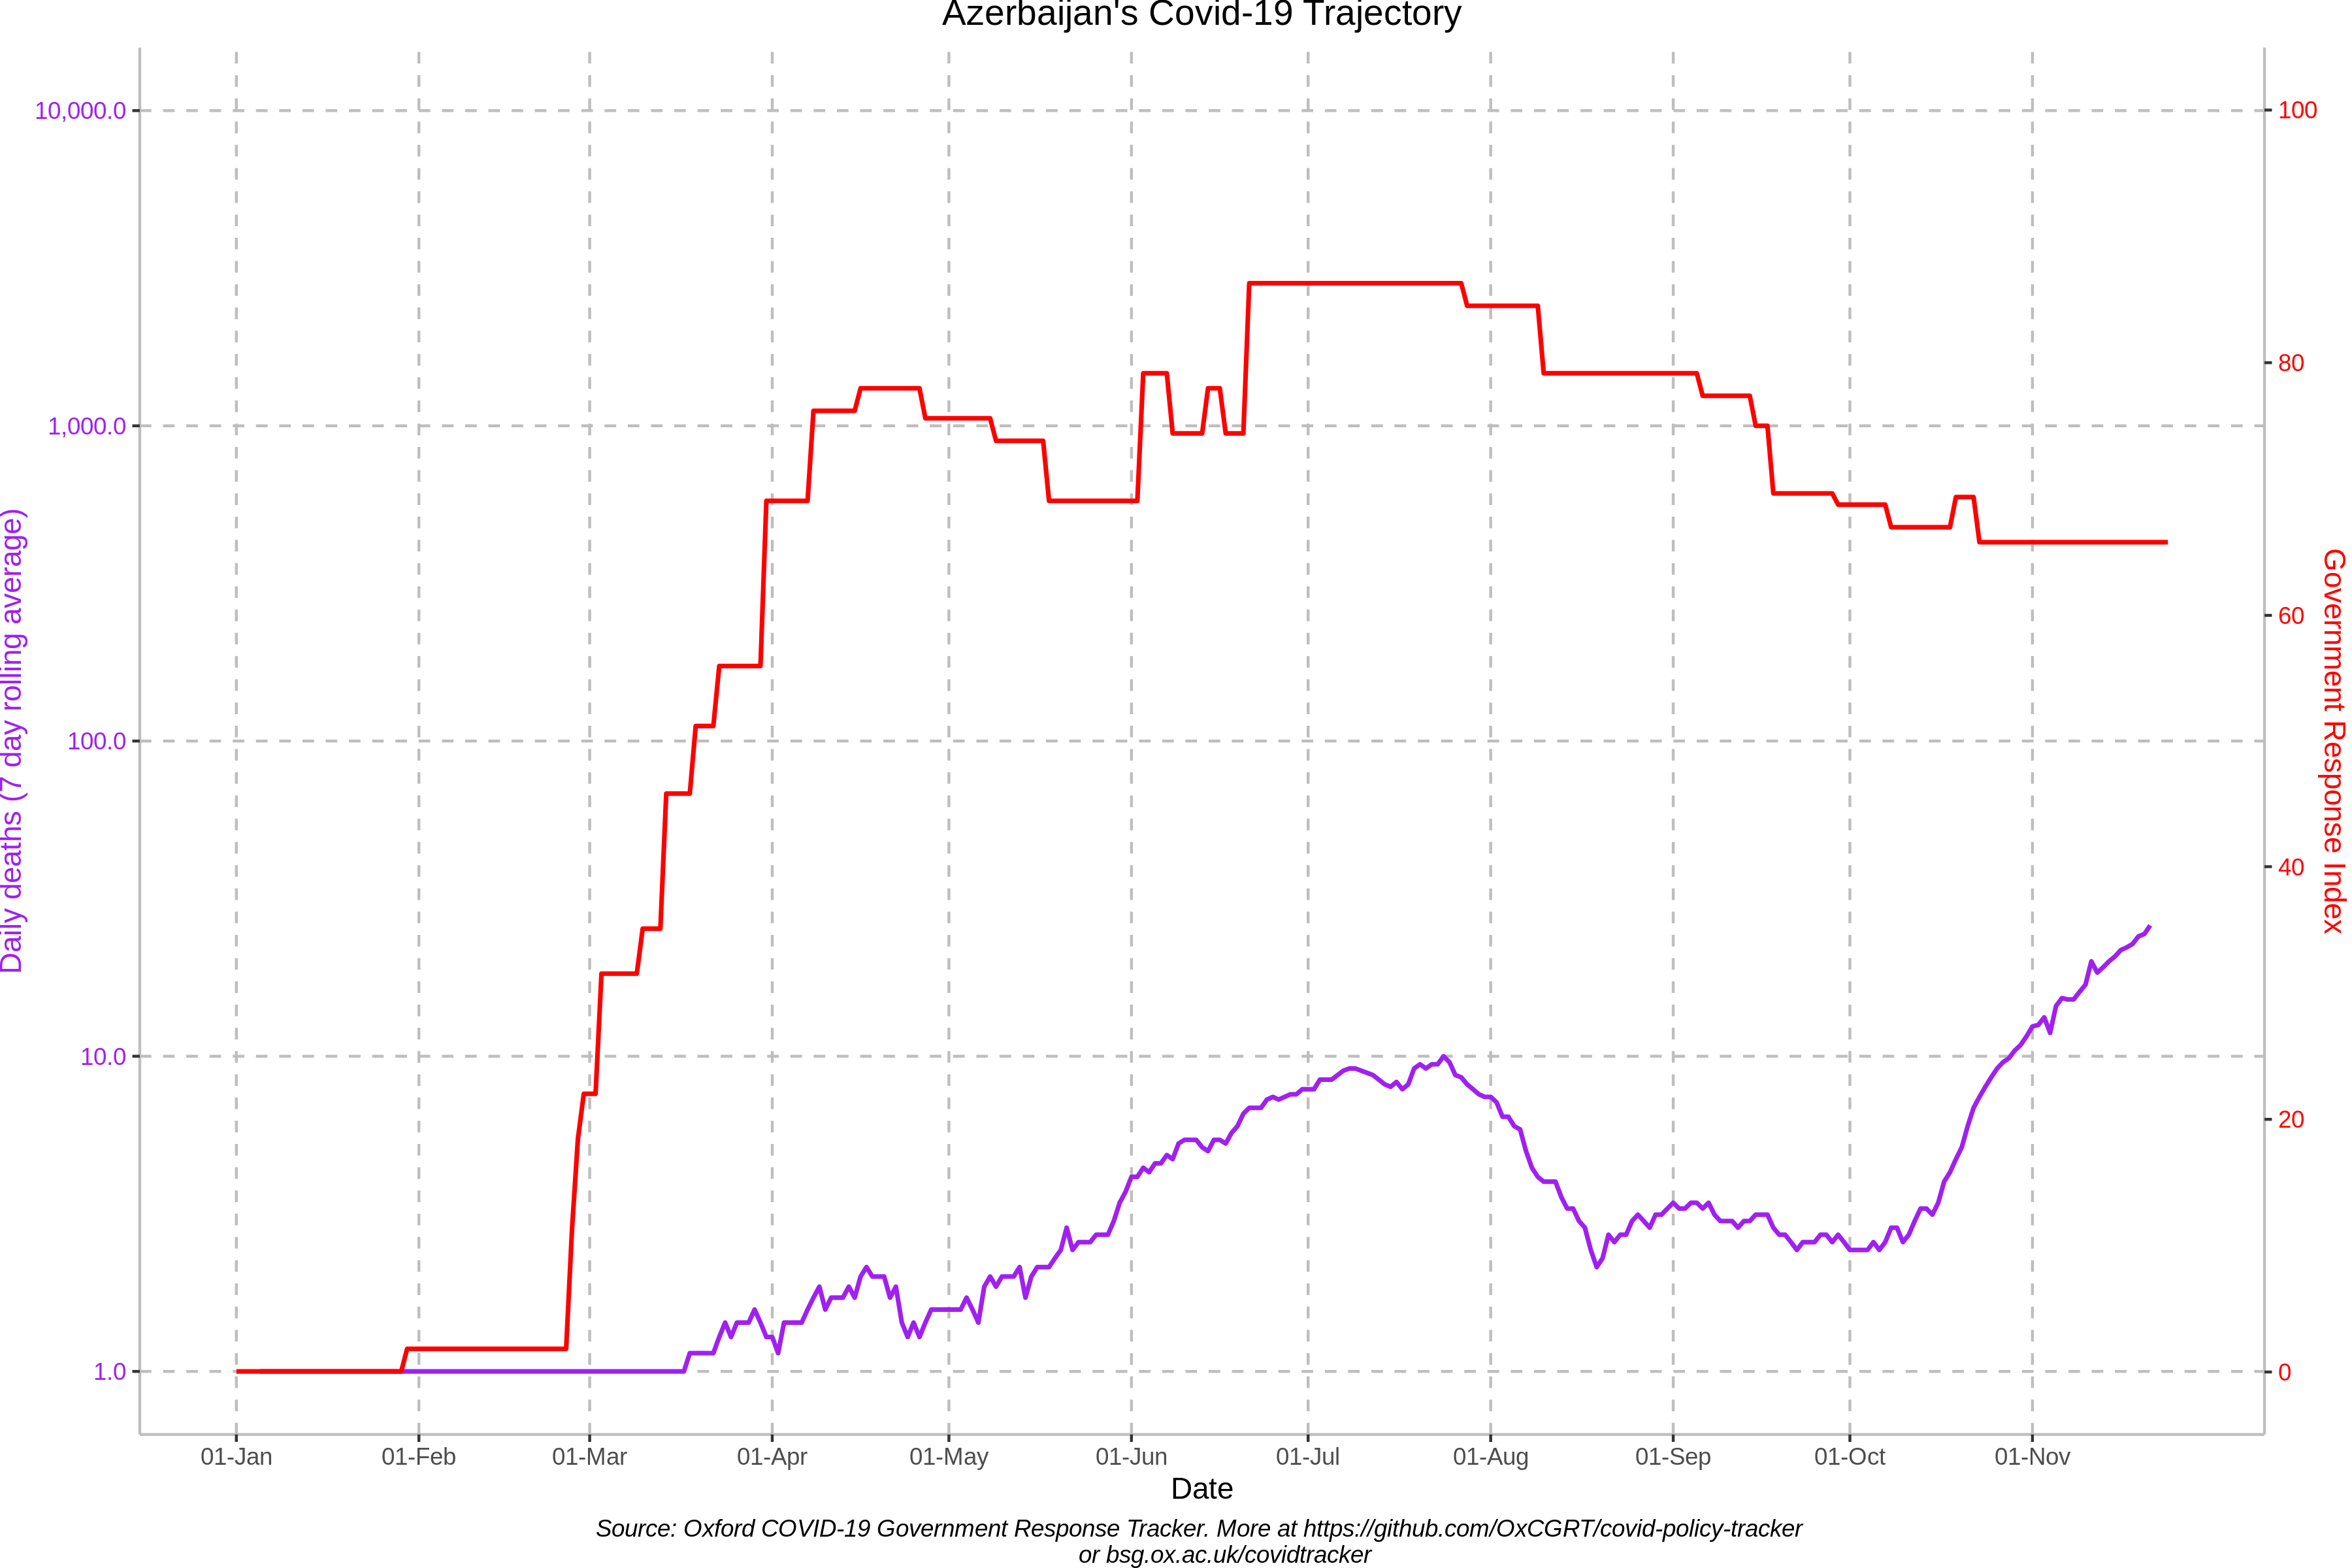 Azerbaijan's Covid-19 Trajectory
10,000.0
1,000.0
100.0
10.0
1.0
Daily deaths (7 day rolling average)
100
80
60
40
20
0
Government Response Index
01-Jan
01-Feb
01-Mar
01-Apr
01-May
01-Jun
01-Jul
01-Aug
01-Sep
01-Oct
01-Nov
Date
Source: Oxford COVID-19 Government Response Tracker. More at https://github.com/OxCGRT/covid-policy-tracker
or bsg.ox.ac.uk/covidtracker